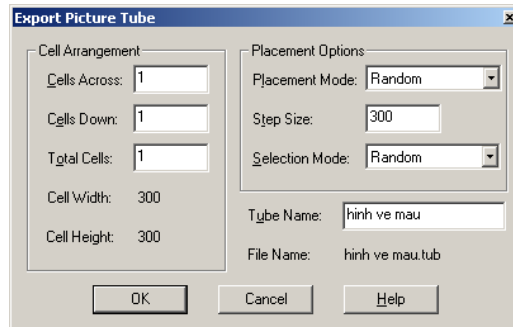 Export Picture Tube
Cell Arrangement
Cells Across: 1
Cells Down: 1
Total Cells: 1
Cell Width: 300
Cell Height: 300
Placement Options
Placement Mode: Random
Step Size: 300
Selection Mode: Random
Tube Name: hinh ve mau
File Name: hinh ve mau.tub
OK Cancel Help